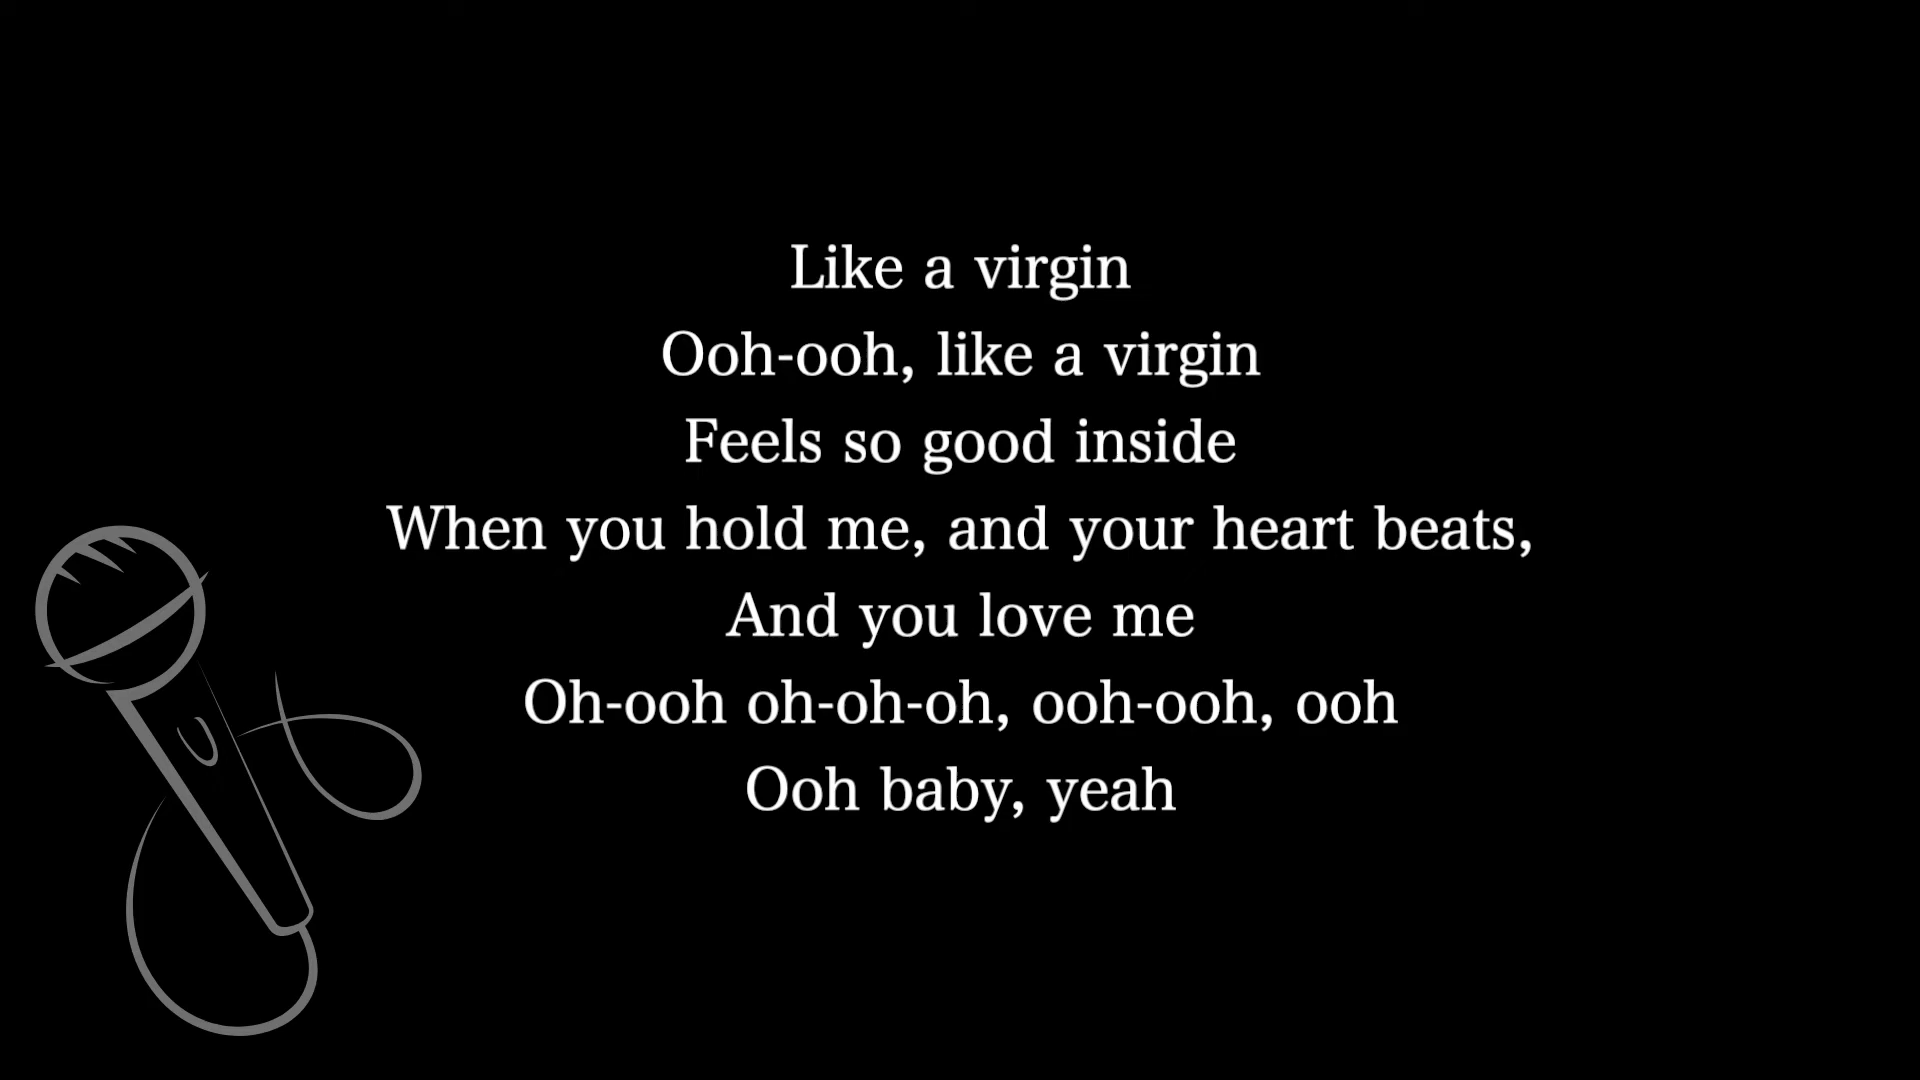 Like a virgin
Ooh-ooh, like a virgin
Feels so good inside
When you hold me, and your heart beats,
And you love me
Oh-ooh oh-oh-oh, ooh-ooh, ooh
Ooh baby, yeah